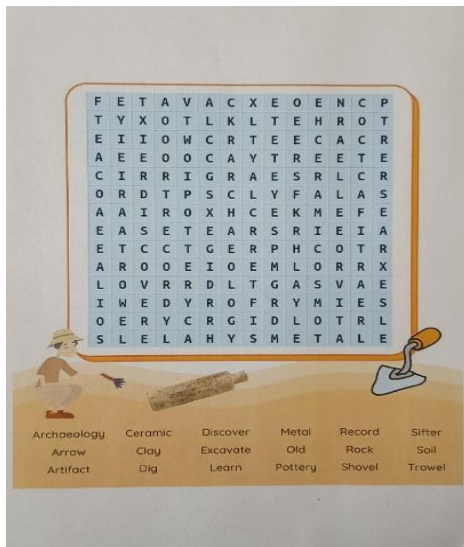 F E T A V A C X E O E N C P
T Y X O T L K L T E H R O T
E I I O W C R T E E C A C R
A E E O O C A Y T R E E T E
C I R R I G R A E S R L C R
O R D T P S C L Y F A L A S
A A I R O X H C E K M E F E
E A S E T E A R S R I E I A
E T C C T G E R P H C O T R
A R O O E I O E M L O R R X
L O V R R D L T G A S V A E
I W E D Y R O F R Y M I E S
O E R Y C R G I D L O T R L
S L E L A H Y S M E T A L E
Archaeology Ceramic Discover Metal Record Sifter
Arrow Clay Excavate Old Rock Soil
Artifact Dig Learn Pottery Shovel Trowel